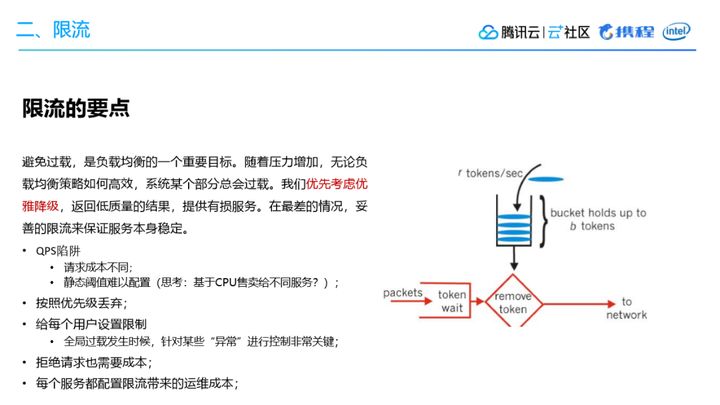 二、限流
腾讯云 | 云+社区 携程 intel
限流的要点
避免过载，是负载均衡的一个重要目标。随着压力增加，无论负
载均衡策略如何高效，系统某个部分总会过载。我们优先考虑优
雅降级，返回低质量的结果，提供有损服务。在最差的情况，妥
善的限流来保证服务本身稳定。
• QPS陷阱
• 请求成本不同；
• 静态阈值难以配置（思考：基于CPU售卖给不同服务？）；
• 按照优先级丢弃；
• 给每个用户设置限制
• 全局过载发生时候，针对某些“异常”进行控制非常关键；
• 拒绝请求也需要成本；
• 每个服务都配置限流带来的运维成本；
r tokens/sec
bucket holds up to
b tokens
packets
token
wait
remove
token
to
network